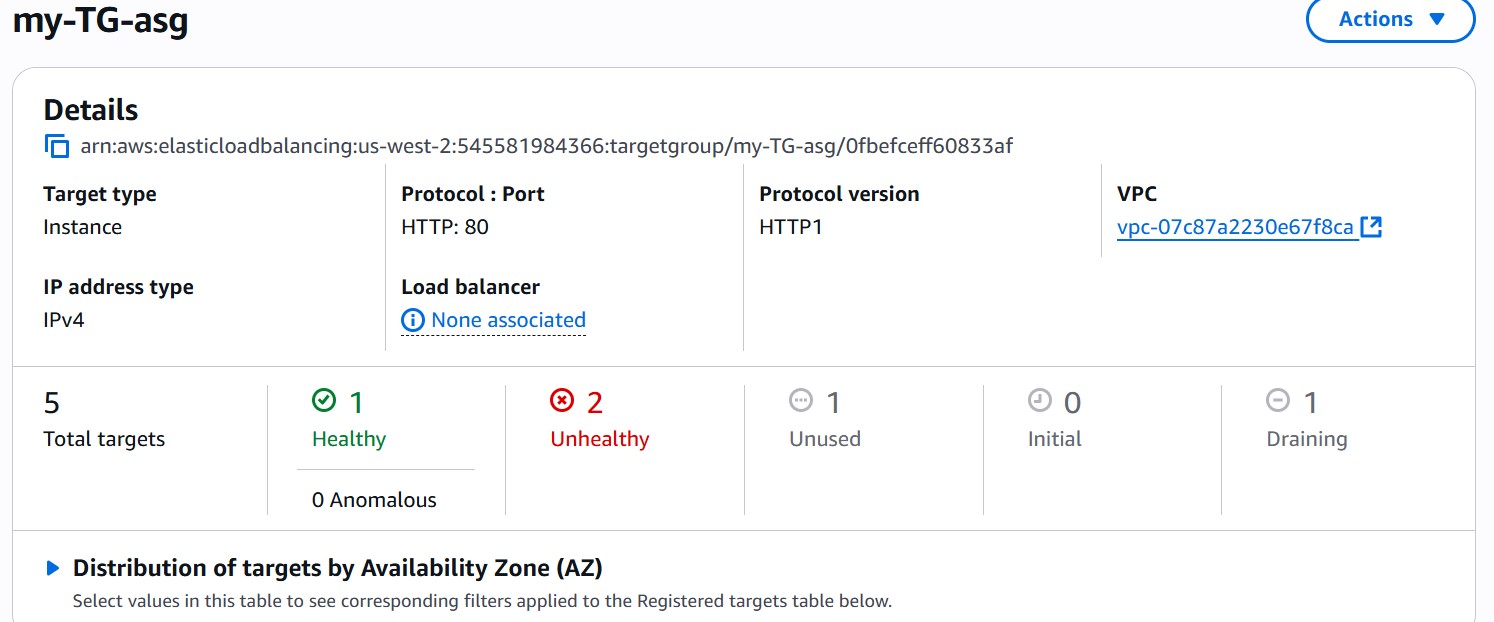 my-TG-asg
Actions
Details
arn:aws:elasticloadbalancing:us-west-2:545581984366:targetgroup/my-TG-asg/0fbefceff60833af
Target type
Instance
Protocol : Port
HTTP: 80
Protocol version
HTTP1
VPC
vpc-07c87a2230e67f8ca
IP address type
IPv4
Load balancer
None associated
5
Total targets
1
Healthy
0 Anomalous
2
Unhealthy
1
Unused
0
Initial
1
Draining
Distribution of targets by Availability Zone (AZ)
Select values in this table to see corresponding filters applied to the Registered targets table below.